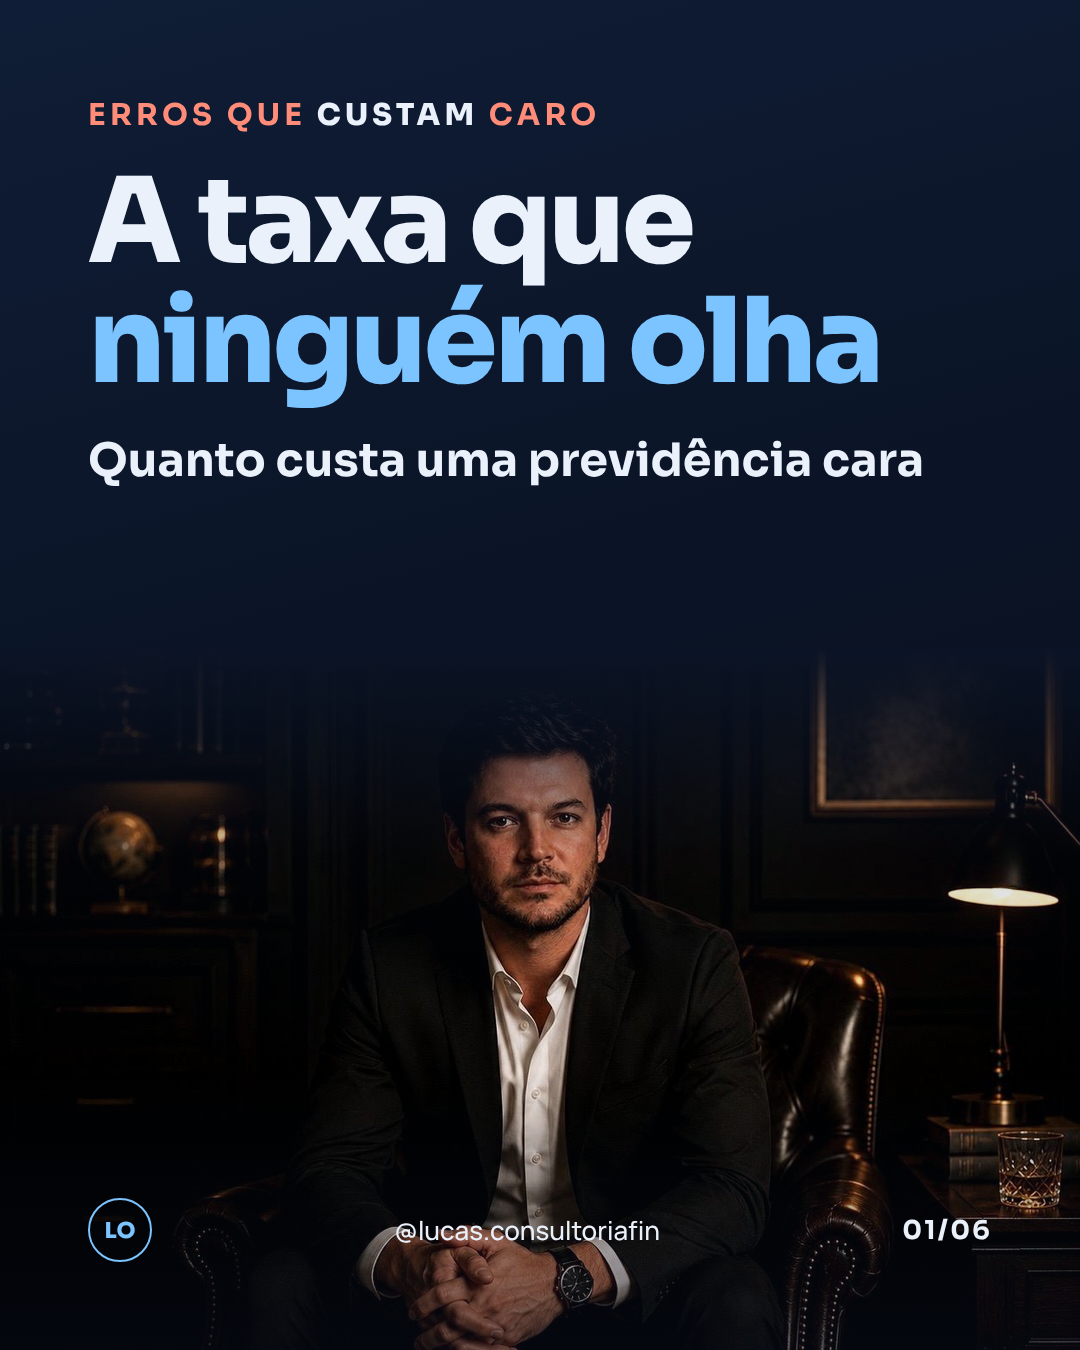 ERROS QUE CUSTAM CARO
A taxa que
ninguém olha
Quanto custa uma previdência cara
LO
@lucas.consultoriafin
01/06